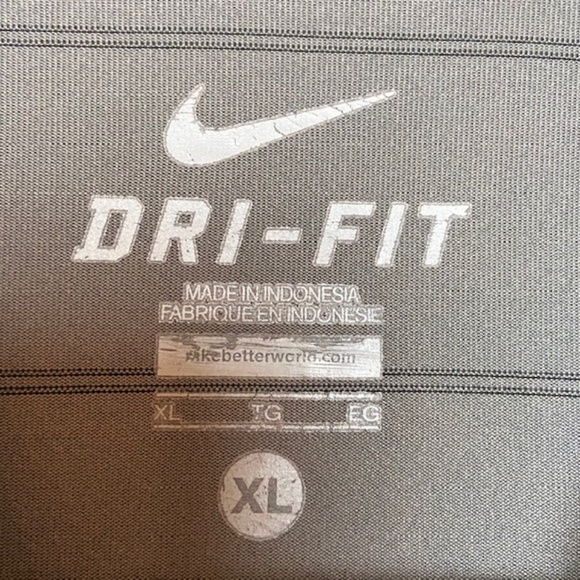 DRI-FIT
MADE IN INDONESIA
FABRIQUE EN INDONESIE
nikebetterworld.com
XL TG EG
XL